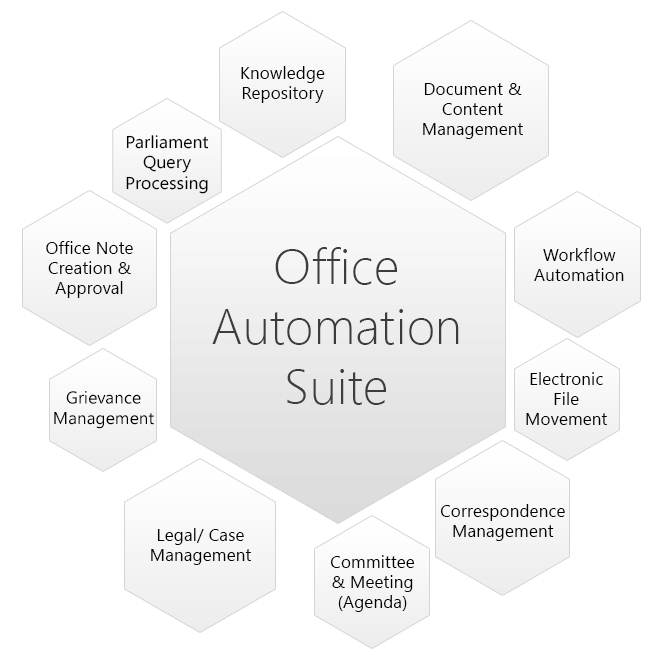 Knowledge
Repository
Document &
Content
Management
Parliament
Query
Processing
Office Note
Creation &
Approval
Workflow
Automation
Office
Automation
Suite
Electronic
File
Movement
Grievance
Management
Correspondence
Management
Legal/ Case
Management
Committee
& Meeting
(Agenda)